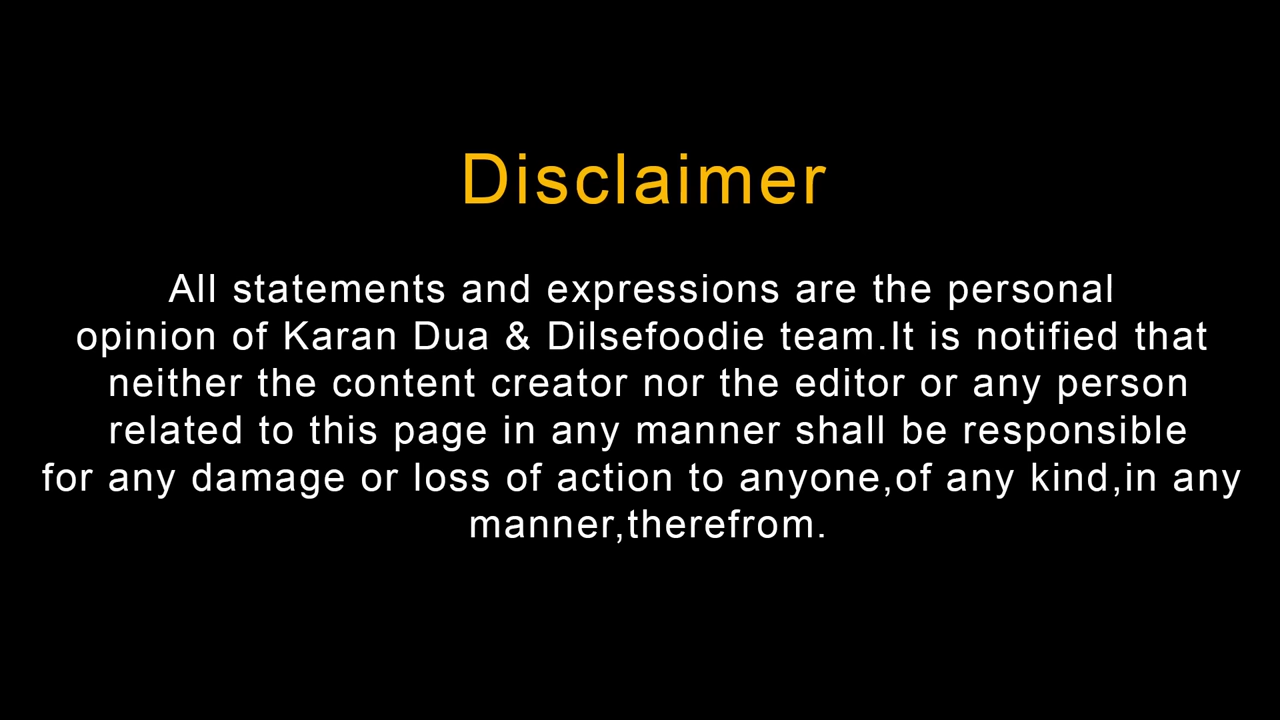 Disclaimer
All statements and expressions are the personal
opinion of Karan Dua & Dilsefoodie team.It is notified that
neither the content creator nor the editor or any person
related to this page in any manner shall be responsible
for any damage or loss of action to anyone,of any kind,in any
manner,therefrom.